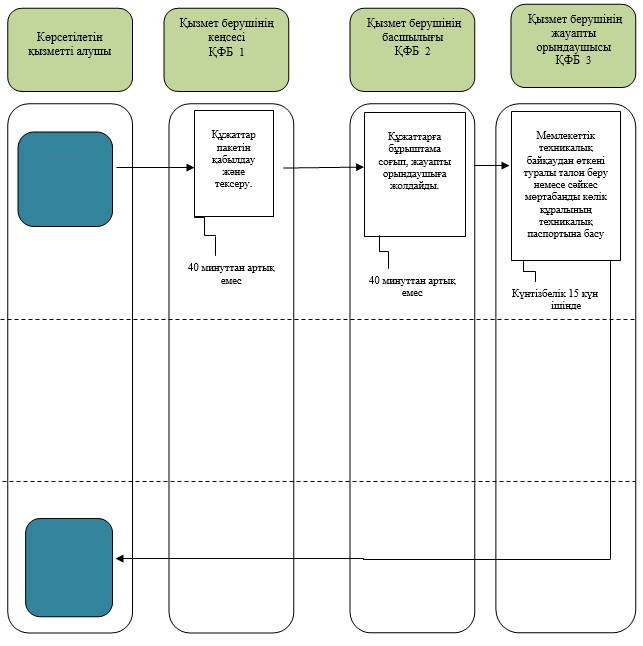 Көрсетілетін
қызметті алушы
Қызмет берушінің
кеңсесі
ҚФБ 1
Қызмет берушінің
басшылығы
ҚФБ 2
Қызмет берушінің
жауапты
орындаушысы
ҚФБ 3
Құжаттар
пакетін
қабылдау
және
тексеру.
Құжаттарға
бұрыштама
соғып, жауапты
орындаушыға
жолдайды.
Мемлекеттік
техникалық
байқаудан өткені
туралы талон беру
немесе сәйкес
мөртабанды көлік
құралының
техникалық
паспортына басу
40 минуттан артық
емес
40 минуттан артық
емес
Күнтізбелік 15 күн
ішінде